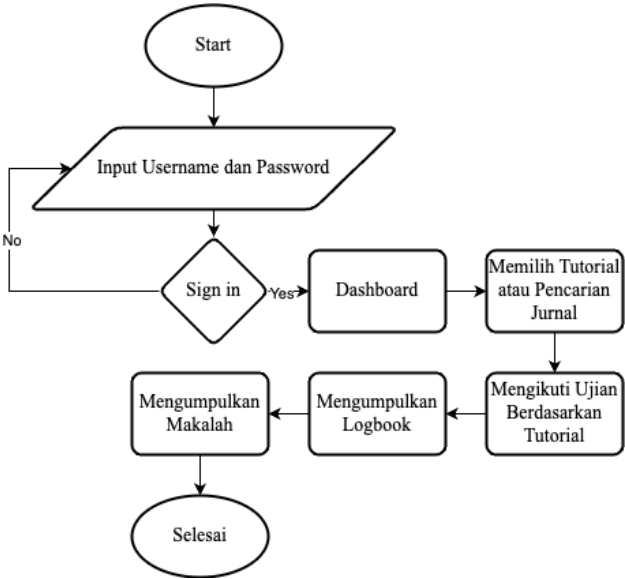 Start
Input Username dan Password
No
Sign in
Yes
Dashboard
Memilih Tutorial
atau Pencarian
Jurnal
Mengikuti Ujian
Berdasarkan
Tutorial
Mengumpulkan
Logbook
Mengumpulkan
Makalah
Selesai